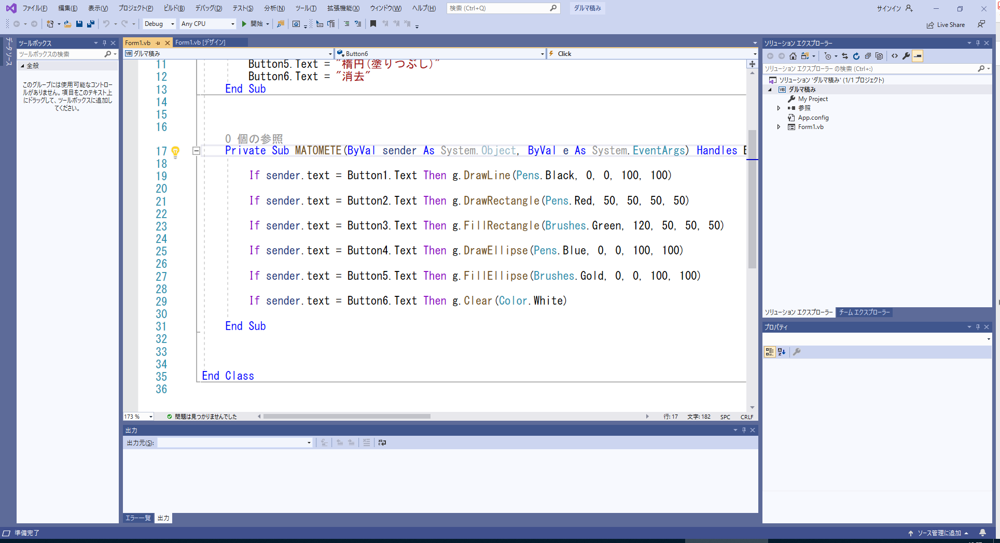 ファイル(F) 編集(E) 表示(V) プロジェクト(P) ビルド(B) デバッグ(D) テスト(S) 分析(N) ツール(T) 拡張機能(X) ウィンドウ(W) ヘルプ(H) 検索 (Ctrl+Q) ダルマ積み サインイン
Debug Any CPU 開始 Live Share
データ ソース
ツールボックス
ツールボックスの検索
全般
このグループには使用可能なコントロー
ルがありません。項目をこのテキスト上
にドラッグして、ツールボックスに追加し
てください。
Form1.vb Form1.vb [デザイン]
VB ダルマ積み Button6 Click
11 Button5.Text = "楕円(塗りつぶし)"
12 Button6.Text = "消去"
13 End Sub
14
15
16
0 個の参照
17 Private Sub MATOMETE(ByVal sender As System.Object, ByVal e As System.EventArgs) Handles
18
19 If sender.text = Button1.Text Then g.DrawLine(Pens.Black, 0, 0, 100, 100)
20
21 If sender.text = Button2.Text Then g.DrawRectangle(Pens.Red, 50, 50, 50, 50)
22
23 If sender.text = Button3.Text Then g.FillRectangle(Brushes.Green, 120, 50, 50, 50)
24
25 If sender.text = Button4.Text Then g.DrawEllipse(Pens.Blue, 0, 0, 100, 100)
26
27 If sender.text = Button5.Text Then g.FillEllipse(Brushes.Gold, 0, 0, 100, 100)
28
29 If sender.text = Button6.Text Then g.Clear(Color.White)
30
31 End Sub
32
33
34
35 End Class
36
173 % 問題は見つかりませんでした 行: 17 文字: 182 SPC CRLF
出力
出力元(S):
エラー一覧 出力
ソリューション エクスプローラー
ソリューション エクスプローラー の検索 (Ctrl+:)
ソリューション 'ダルマ積み' (1/1 プロジェクト)
VB ダルマ積み
My Project
参照
App.config
Form1.vb
ソリューション エクスプローラー チーム エクスプローラー
プロパティ
準備完了 ソース管理に追加